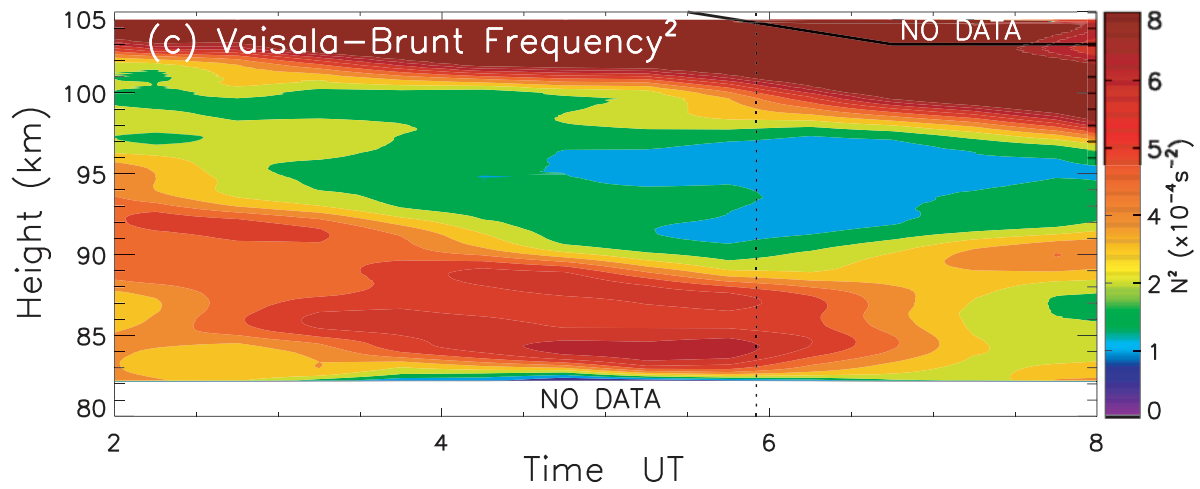 (c) Vaisala-Brunt Frequency²
NO DATA
NO DATA
105
100
95
90
85
80
Height (km)
2
4
6
8
Time UT
8
6
5
4
2
1
0
N² (x10⁻⁴s⁻²)